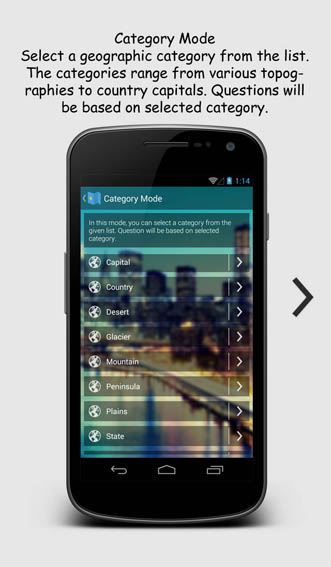 Category Mode
Select a geographic category from the list.
The categories range from various topog-
raphies to country capitals. Questions will
be based on selected category.
1:14
Category Mode
In this mode, you can select a category from the
given list. Question will be based on selected
category.
Capital
Country
Desert
Glacier
Mountain
Peninsula
Plains
State